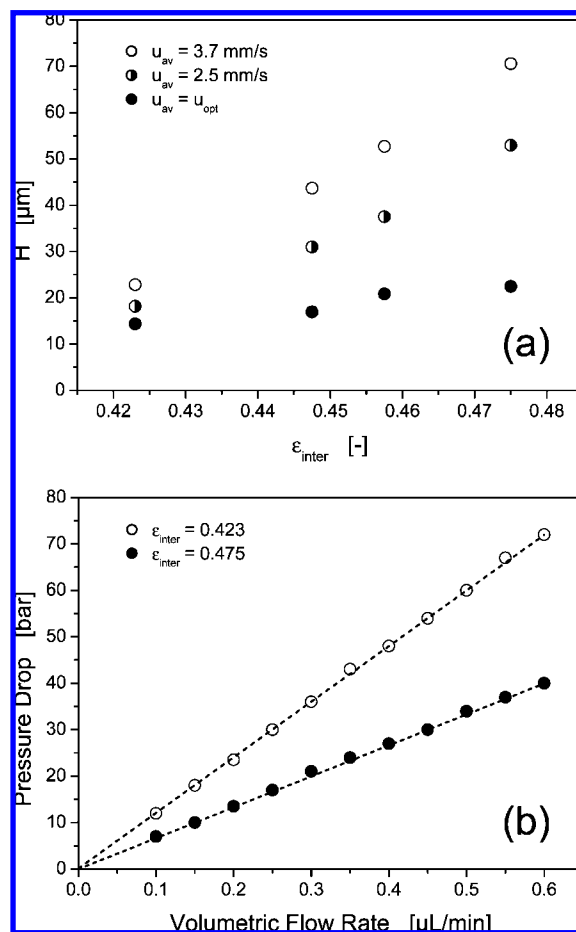 80
70
60
50
40
30
20
10
0
H [µm]
u_av = 3.7 mm/s
u_av = 2.5 mm/s
u_av = u_opt
(a)
0.42 0.43 0.44 0.45 0.46 0.47 0.48
ε_inter [-]
80
70
60
50
40
30
20
10
0
Pressure Drop [bar]
ε_inter = 0.423
ε_inter = 0.475
(b)
0.0 0.1 0.2 0.3 0.4 0.5 0.6
Volumetric Flow Rate [µL/min]